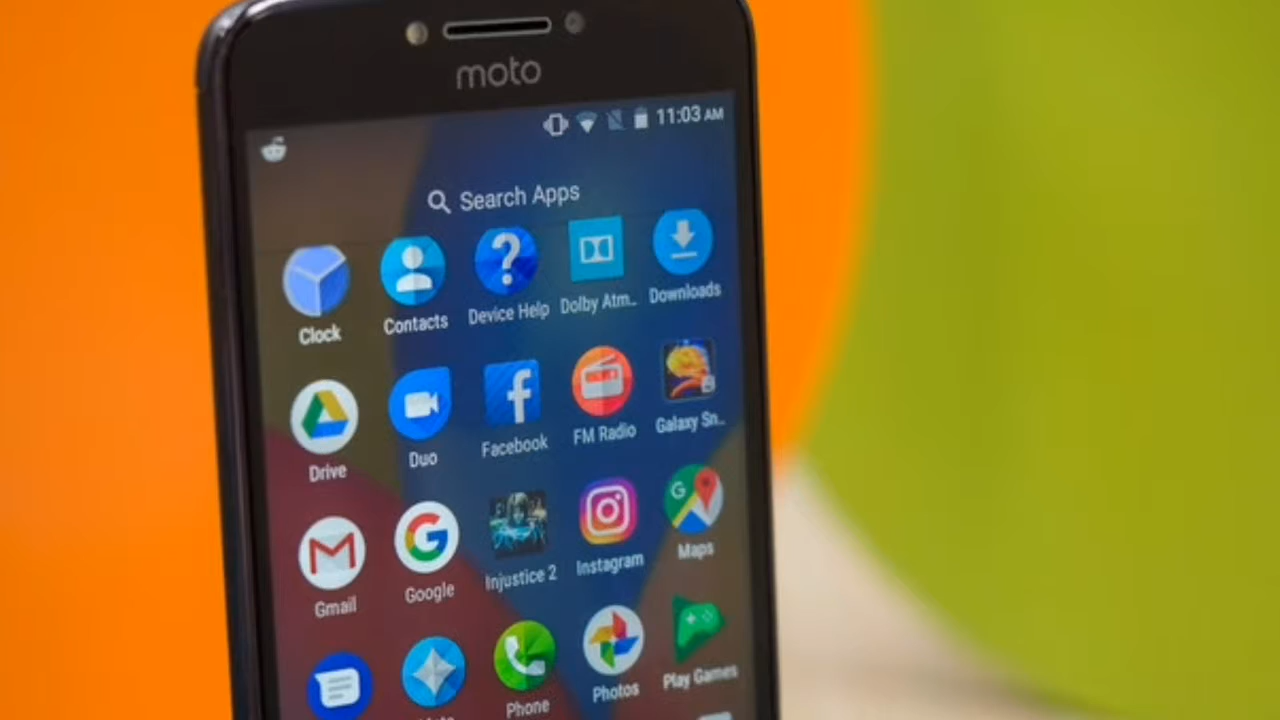 moto
11:03 AM
Search Apps
Clock
Contacts
Device Help
Dolby Atm..
Downloads
Drive
Duo
Facebook
FM Radio
Galaxy Sn..
Gmail
Google
Injustice 2
Instagram
Maps
Phone
Photos
Play Games